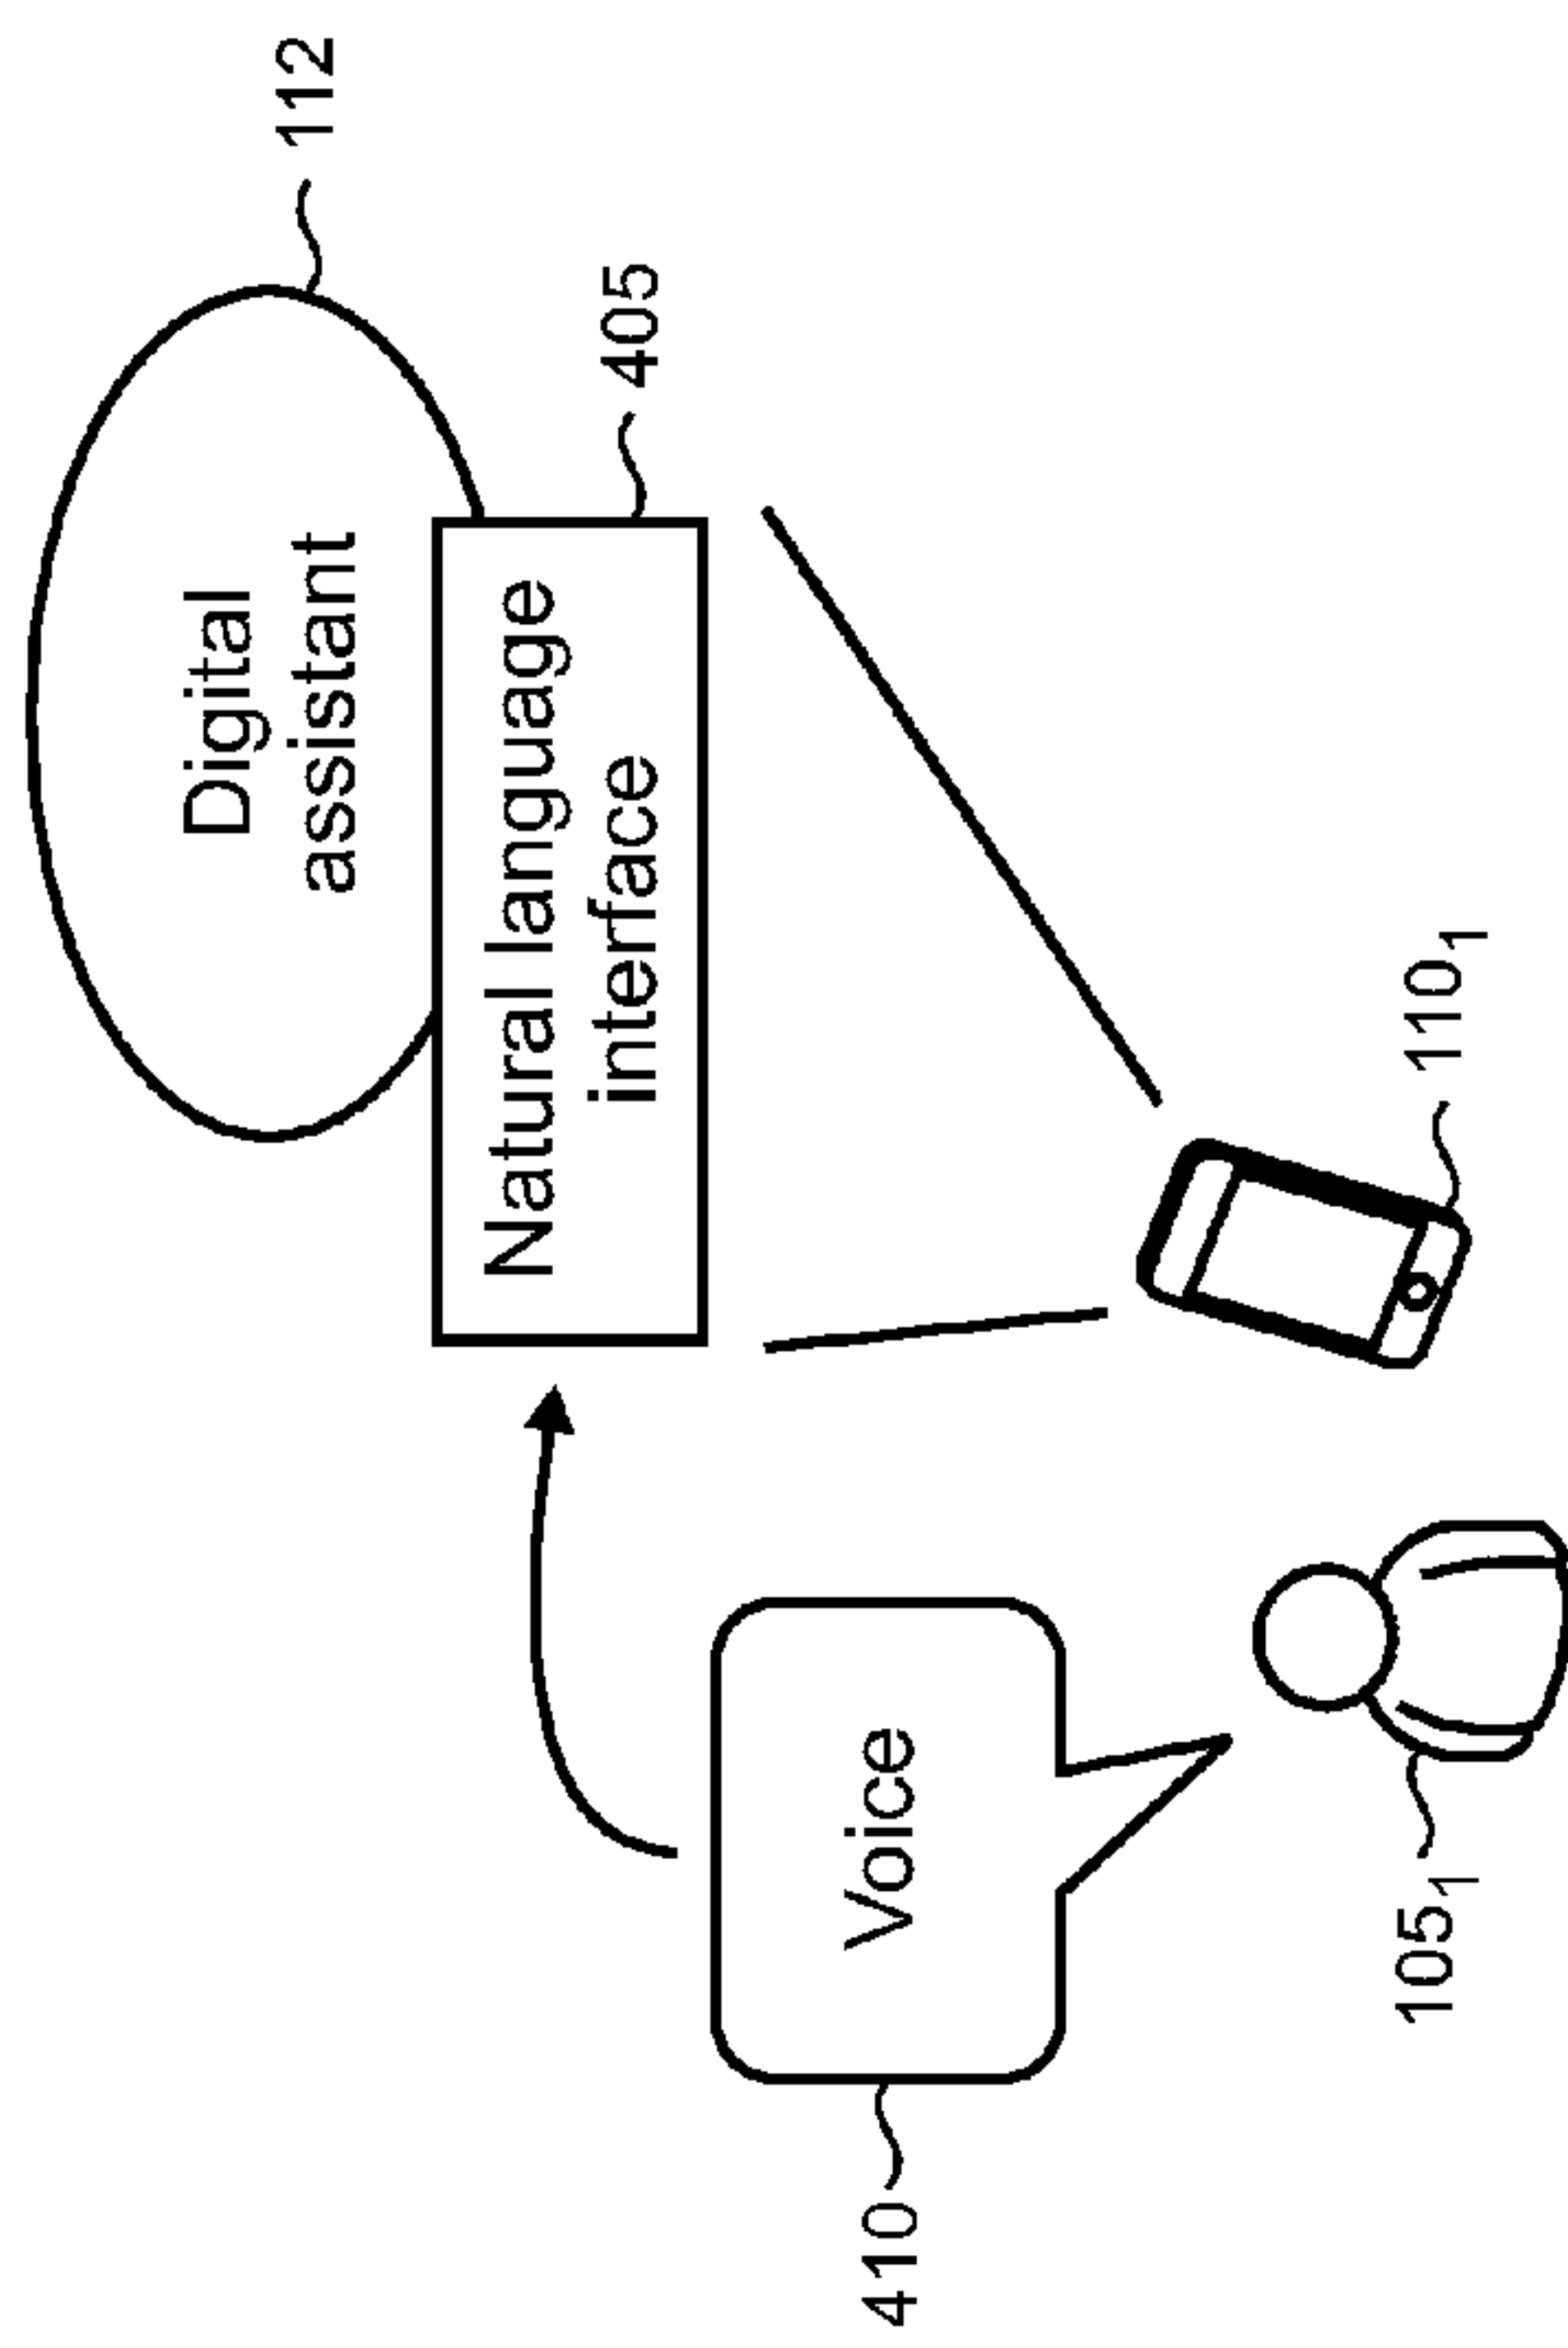 Digital
assistant
112
Natural language
interface
405
410
Voice
105₁
110₁